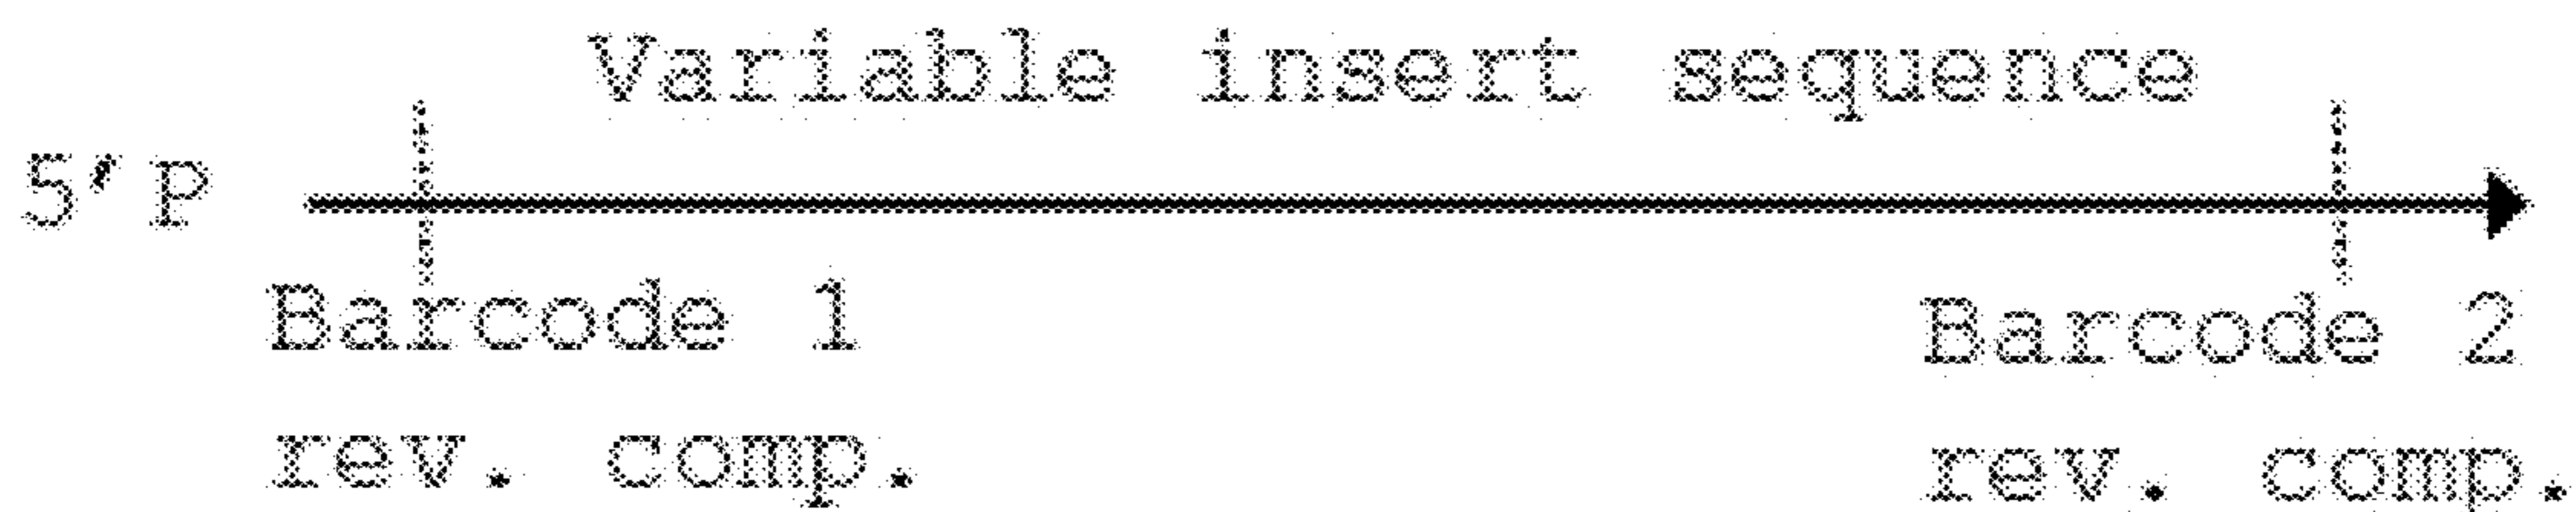 Variable insert sequence
5' P
Barcode 1
rev. comp.
Barcode 2
rev. comp.